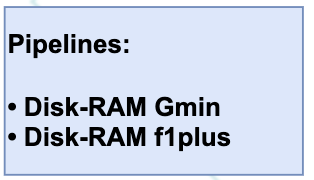 Pipelines:
• Disk-RAM Gmin
• Disk-RAM f1plus